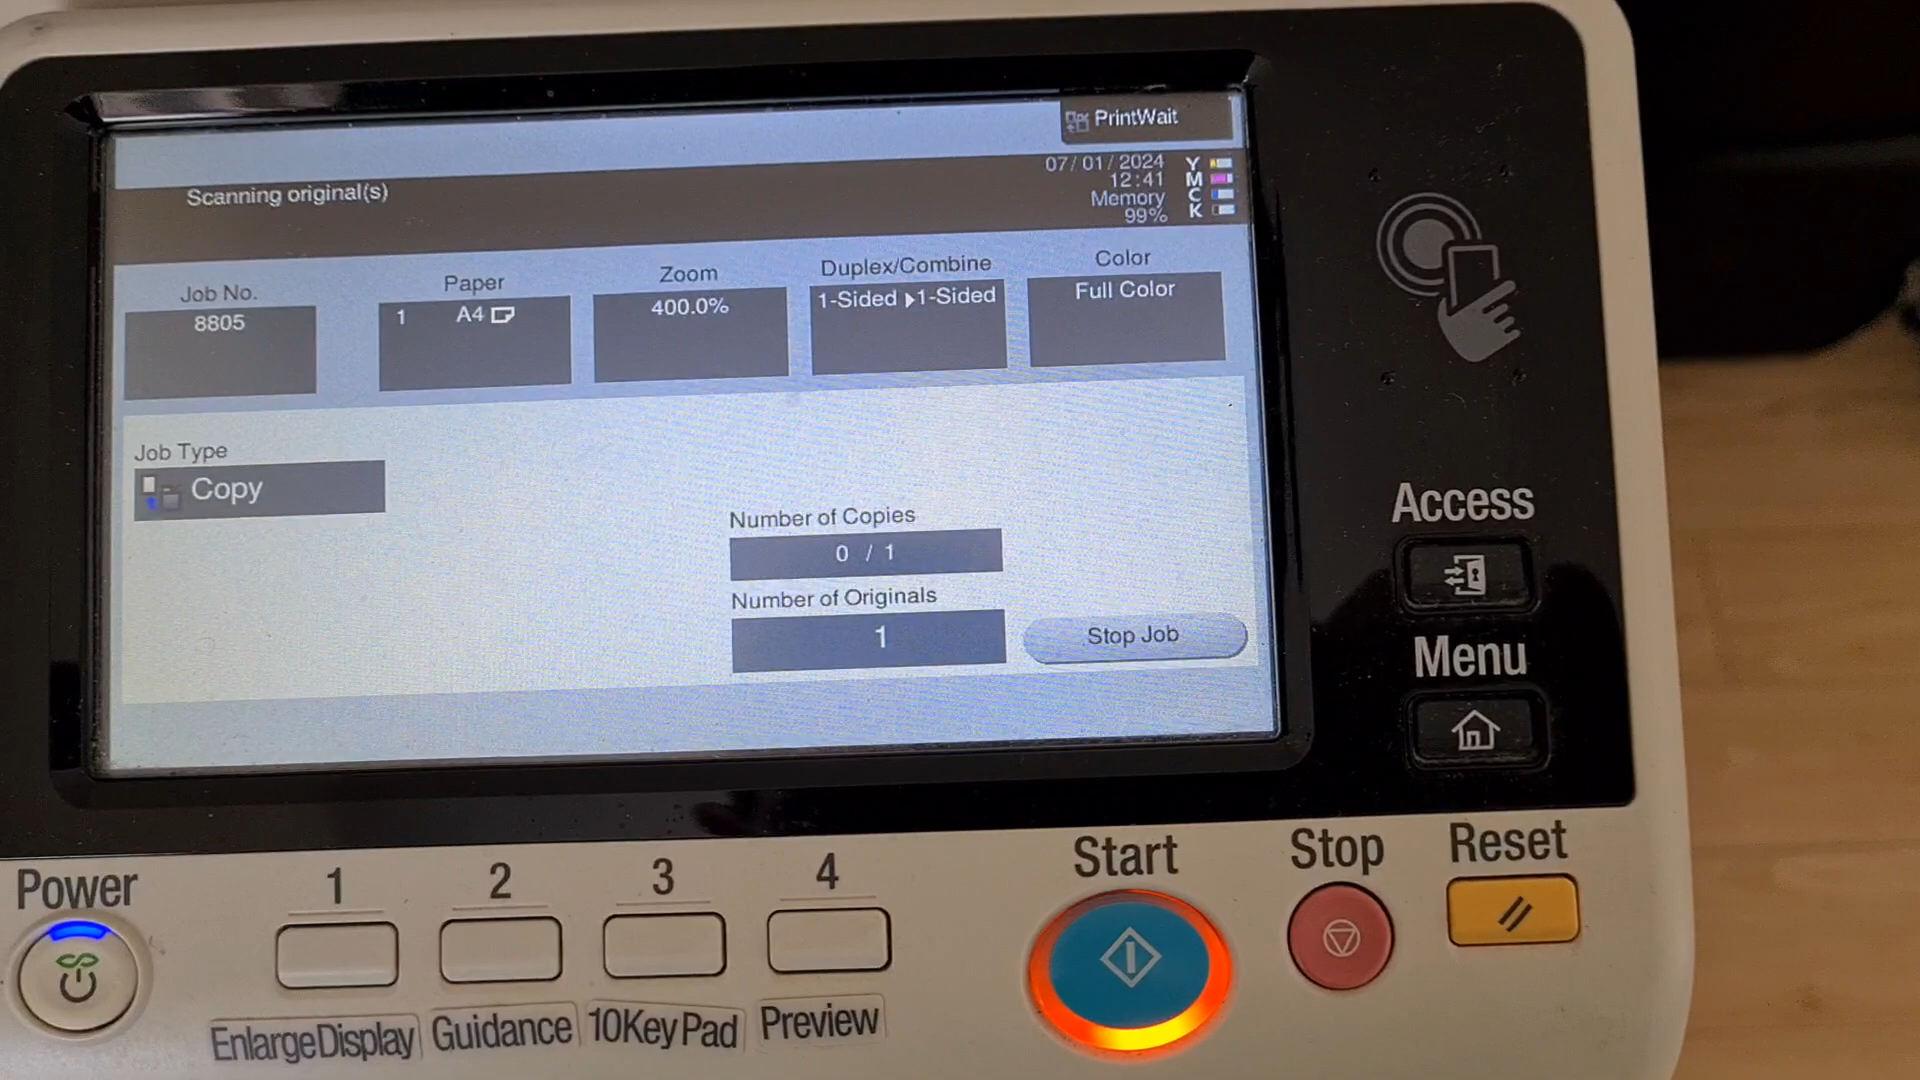 PrintWait
Scanning original(s)
07/01/2024
12:41
Memory
99%
Y
M
C
K
Job No.
8805
Paper
1 A4
Zoom
400.0%
Duplex/Combine
1-Sided ▶1-Sided
Color
Full Color
Job Type
Copy
Number of Copies
0 / 1
Number of Originals
1
Stop Job
Access
Menu
Power
1
2
3
4
Start
Stop
Reset
EnlargeDisplay
Guidance
10KeyPad
Preview